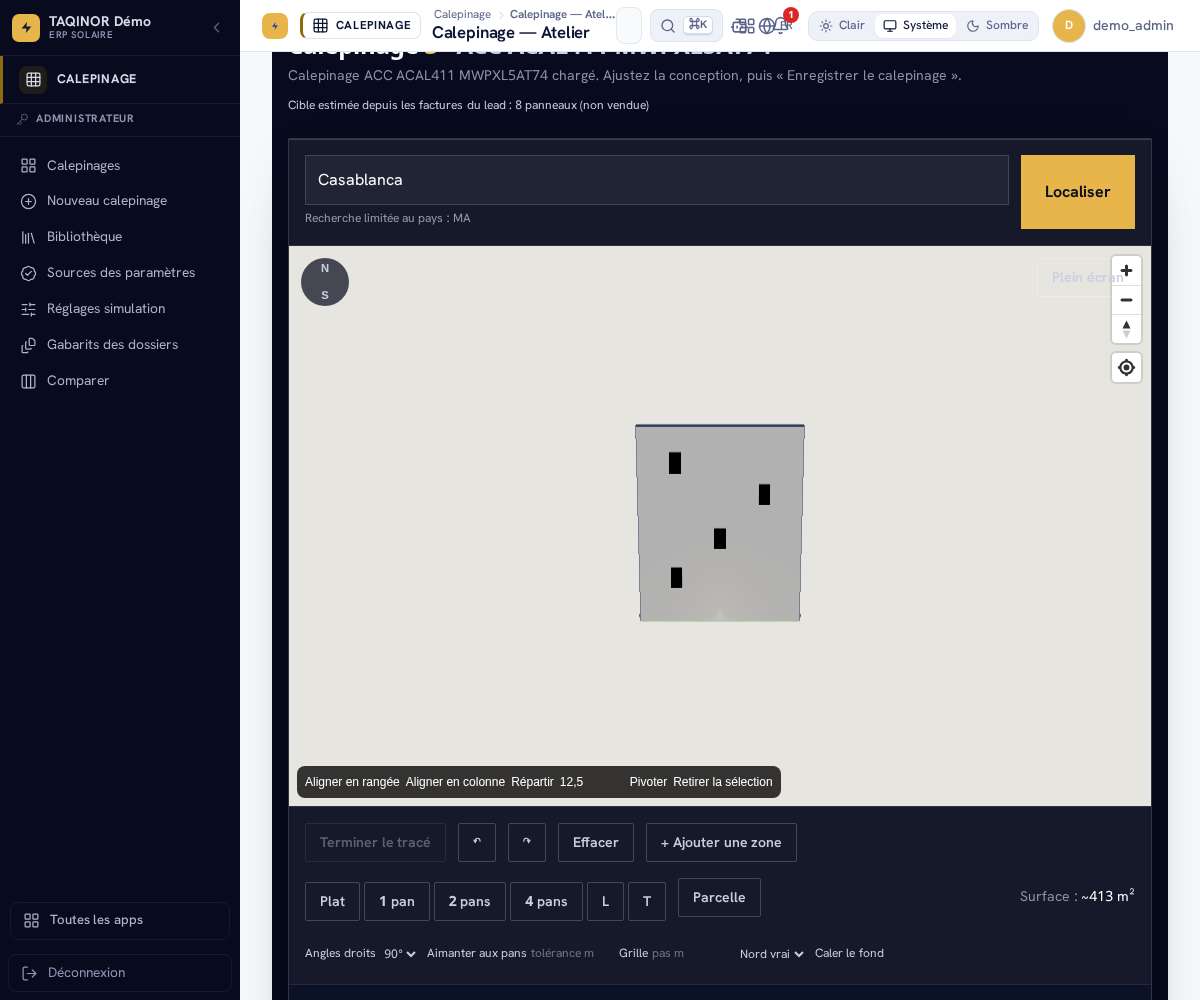 TAQINOR Démo
ERP SOLAIRE
CALEPINAGE
ADMINISTRATEUR
Calepinages
Nouveau calepinage
Bibliothèque
Sources des paramètres
Réglages simulation
Gabarits des dossiers
Comparer
Toutes les apps
Déconnexion
CALEPINAGE
Calepinage
Calepinage — Atel...
Calepinage — Atelier
⌘K
1
Clair
Système
Sombre
D
demo_admin
Calepinage ACC ACAL411 MWPXL5AT74 chargé. Ajustez la conception, puis « Enregistrer le calepinage ».
Cible estimée depuis les factures du lead : 8 panneaux (non vendue)
Casablanca
Localiser
Recherche limitée au pays : MA
N
S
Plein écran
Aligner en rangée Aligner en colonne Répartir 12,5 Pivoter Retirer la sélection
Terminer le tracé
↶
↷
Effacer
+ Ajouter une zone
Plat
1 pan
2 pans
4 pans
L
T
Parcelle
Surface : ~413 m²
Angles droits 90° Aimanter aux pans tolérance m Grille pas m Nord vrai Caler le fond